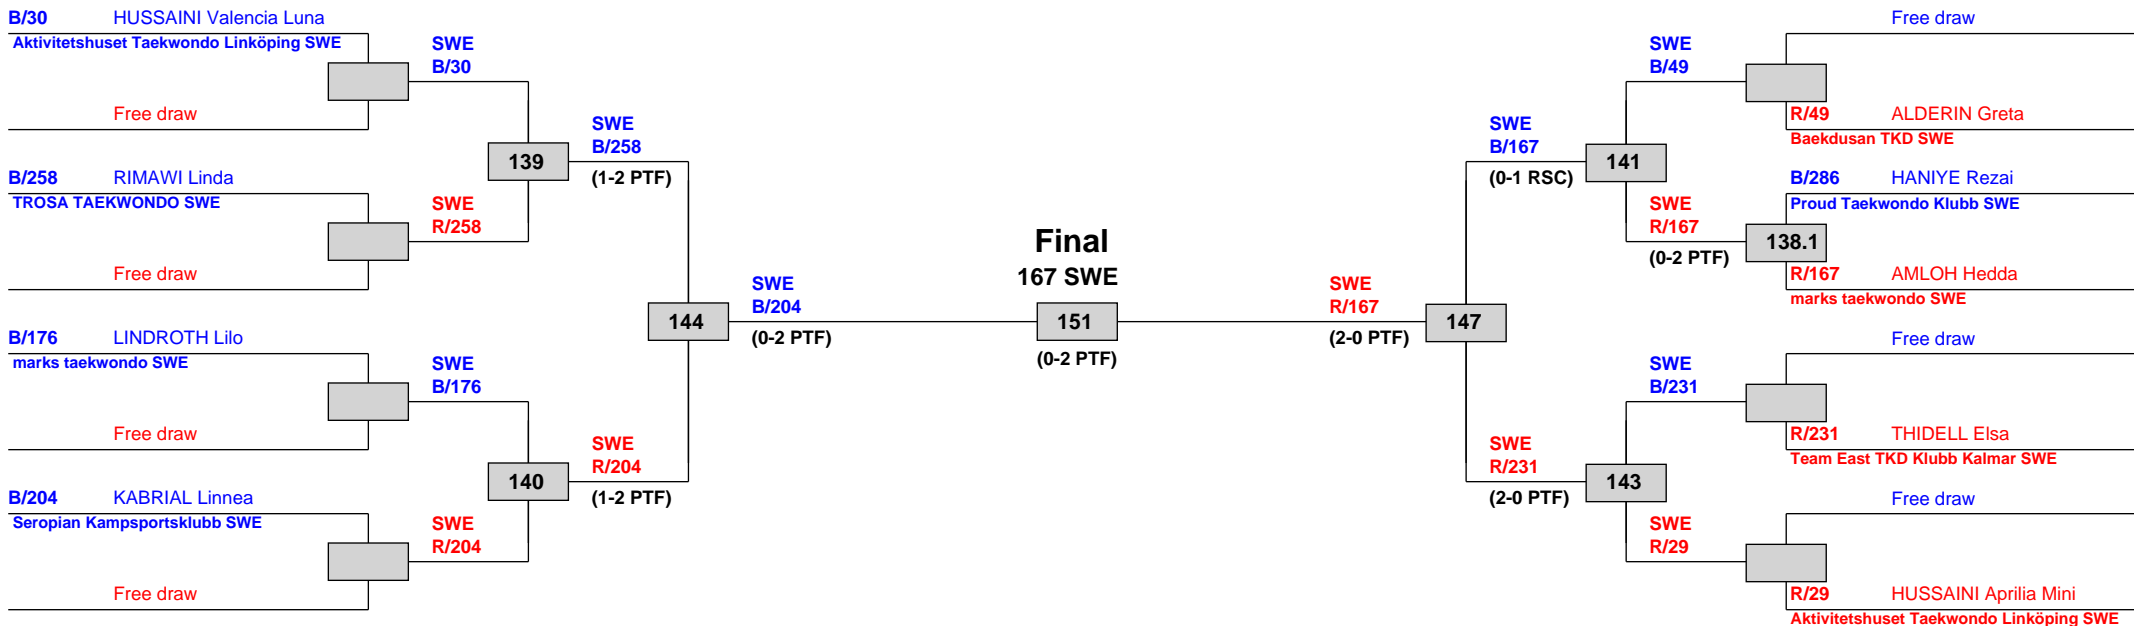 B/30 HUSSAINI Valencia Luna
Aktivitetshuset Taekwondo Linköping SWE
SWE
B/30
Free draw
SWE
B/258
139
(1-2 PTF)
B/258 RIMAWI Linda
TROSA TAEKWONDO SWE
SWE
R/258
Free draw
144
SWE
B/204
(0-2 PTF)
B/176 LINDROTH Lilo
marks taekwondo SWE
SWE
B/176
Free draw
SWE
R/204
140
(1-2 PTF)
B/204 KABRIAL Linnea
Seropian Kampsportsklubb SWE
SWE
R/204
Free draw
Final
167 SWE
151
(0-2 PTF)
Free draw
SWE
B/49
R/49 ALDERIN Greta
Baekdusan TKD SWE
SWE
B/167
141
(0-1 RSC)
B/286 HANIYE Rezai
Proud Taekwondo Klubb SWE
SWE
R/167
138.1
(0-2 PTF)
R/167 AMLOH Hedda
marks taekwondo SWE
SWE
R/167
147
(2-0 PTF)
Free draw
SWE
B/231
R/231 THIDELL Elsa
Team East TKD Klubb Kalmar SWE
SWE
R/231
143
(2-0 PTF)
Free draw
SWE
R/29
R/29 HUSSAINI Aprilia Mini
Aktivitetshuset Taekwondo Linköping SWE